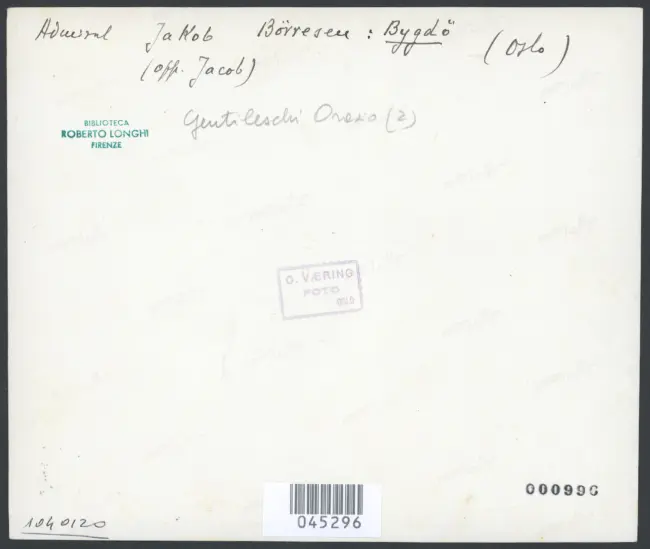 Admiral Jakob Börresen : Bygdö (Oslo)
(opp. Jacob)
Gentileschi Orazio (2)
BIBLIOTECA
ROBERTO LONGHI
FIRENZE
O. VÆRING
FOTO
OSLO
000996
045296
1040120